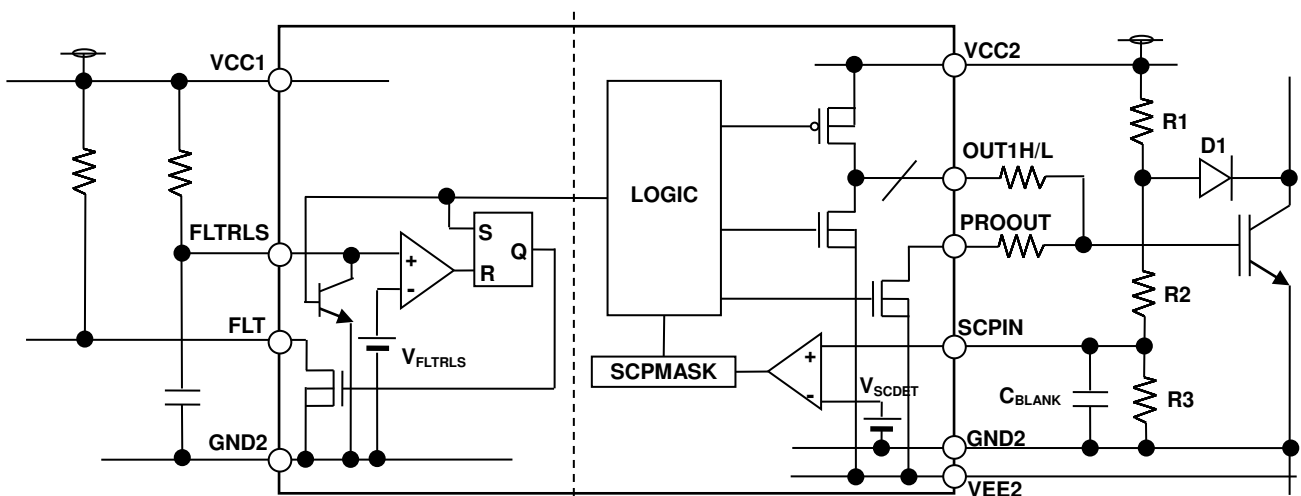 VCC1
VCC2
R1
D1
OUT1H/L
LOGIC
FLTRLS
PROOUT
S
Q
R
+
-
R2
FLT
SCPIN
VFLTRLS
+
-
SCPMASK
VSCDET
CBLANK
R3
GND2
GND2
VEE2